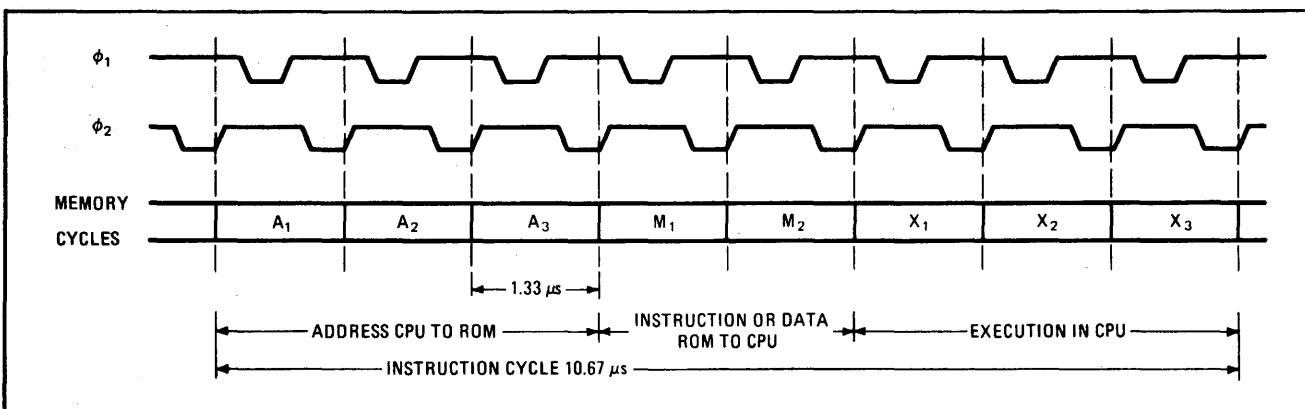 ϕ1
ϕ2
MEMORY
CYCLES
A1 A2 A3 M1 M2 X1 X2 X3
1.33 μs
ADDRESS CPU TO ROM
INSTRUCTION OR DATA
ROM TO CPU
EXECUTION IN CPU
INSTRUCTION CYCLE 10.67 μs